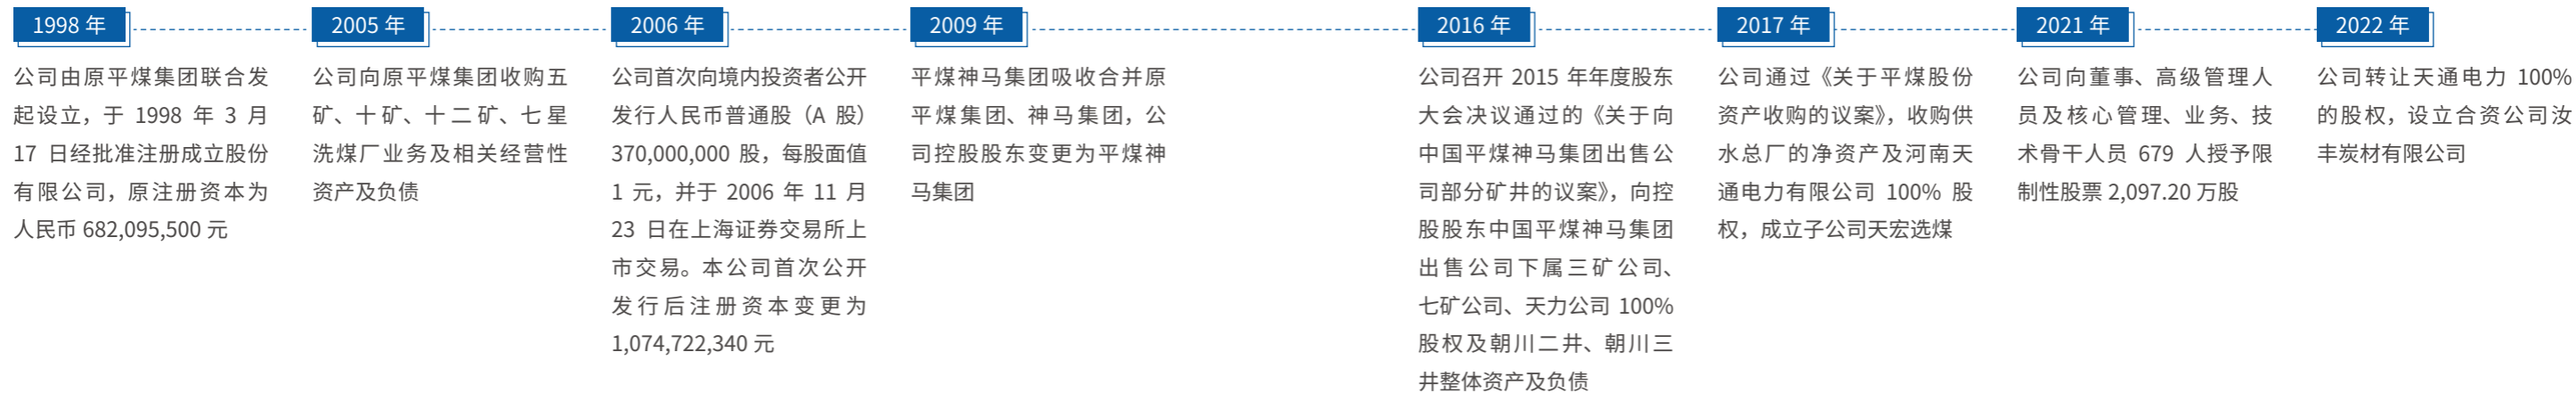 1998 年
公司由原平煤集团联合发
起设立，于 1998 年 3 月
17 日经批准注册成立股份
有限公司，原注册资本为
人民币 682,095,500 元
2005 年
公司向原平煤集团收购五
矿、十矿、十二矿、七星
洗煤厂业务及相关经营性
资产及负债
2006 年
公司首次向境内投资者公开
发行人民币普通股（A 股）
370,000,000 股，每股面值
1 元，并于 2006 年 11 月
23 日在上海证券交易所上
市交易。本公司首次公开
发行后注册资本变更为
1,074,722,340 元
2009 年
平煤神马集团吸收合并原
平煤集团、神马集团，公
司控股股东变更为平煤神
马集团
2016 年
公司召开 2015 年年度股东
大会决议通过的《关于向
中国平煤神马集团出售公
司部分矿井的议案》，向控
股股东中国平煤神马集团
出售公司下属三矿公司、
七矿公司、天力公司 100%
股权及朝川二井、朝川三
井整体资产及负债
2017 年
公司通过《关于平煤股份
资产收购的议案》，收购供
水总厂的净资产及河南天
通电力有限公司 100% 股
权，成立子公司天宏选煤
2021 年
公司向董事、高级管理人
员及核心管理、业务、技
术骨干人员 679 人授予限
制性股票 2,097.20 万股
2022 年
公司转让天通电力 100%
的股权，设立合资公司汝
丰炭材有限公司